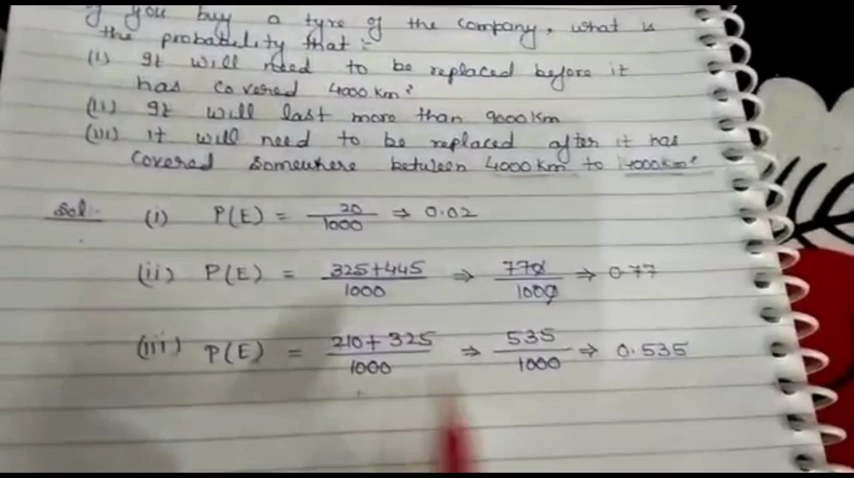 If you buy a tyre of the company, what is
the probability that :-
(i) It will need to be replaced before it
has covered 4000 km?
(ii) It will last more than 9000 Km
(iii) it will need to be replaced after it has
covered somewhere between 4000 Km to 14000 Km?
Sol. (i) P(E) = 20/1000 ⇒ 0.02
(ii) P(E) = 325+445/1000 ⇒ 770/1000 ⇒ 0.77
(iii) P(E) = 210+325/1000 ⇒ 535/1000 ⇒ 0.535